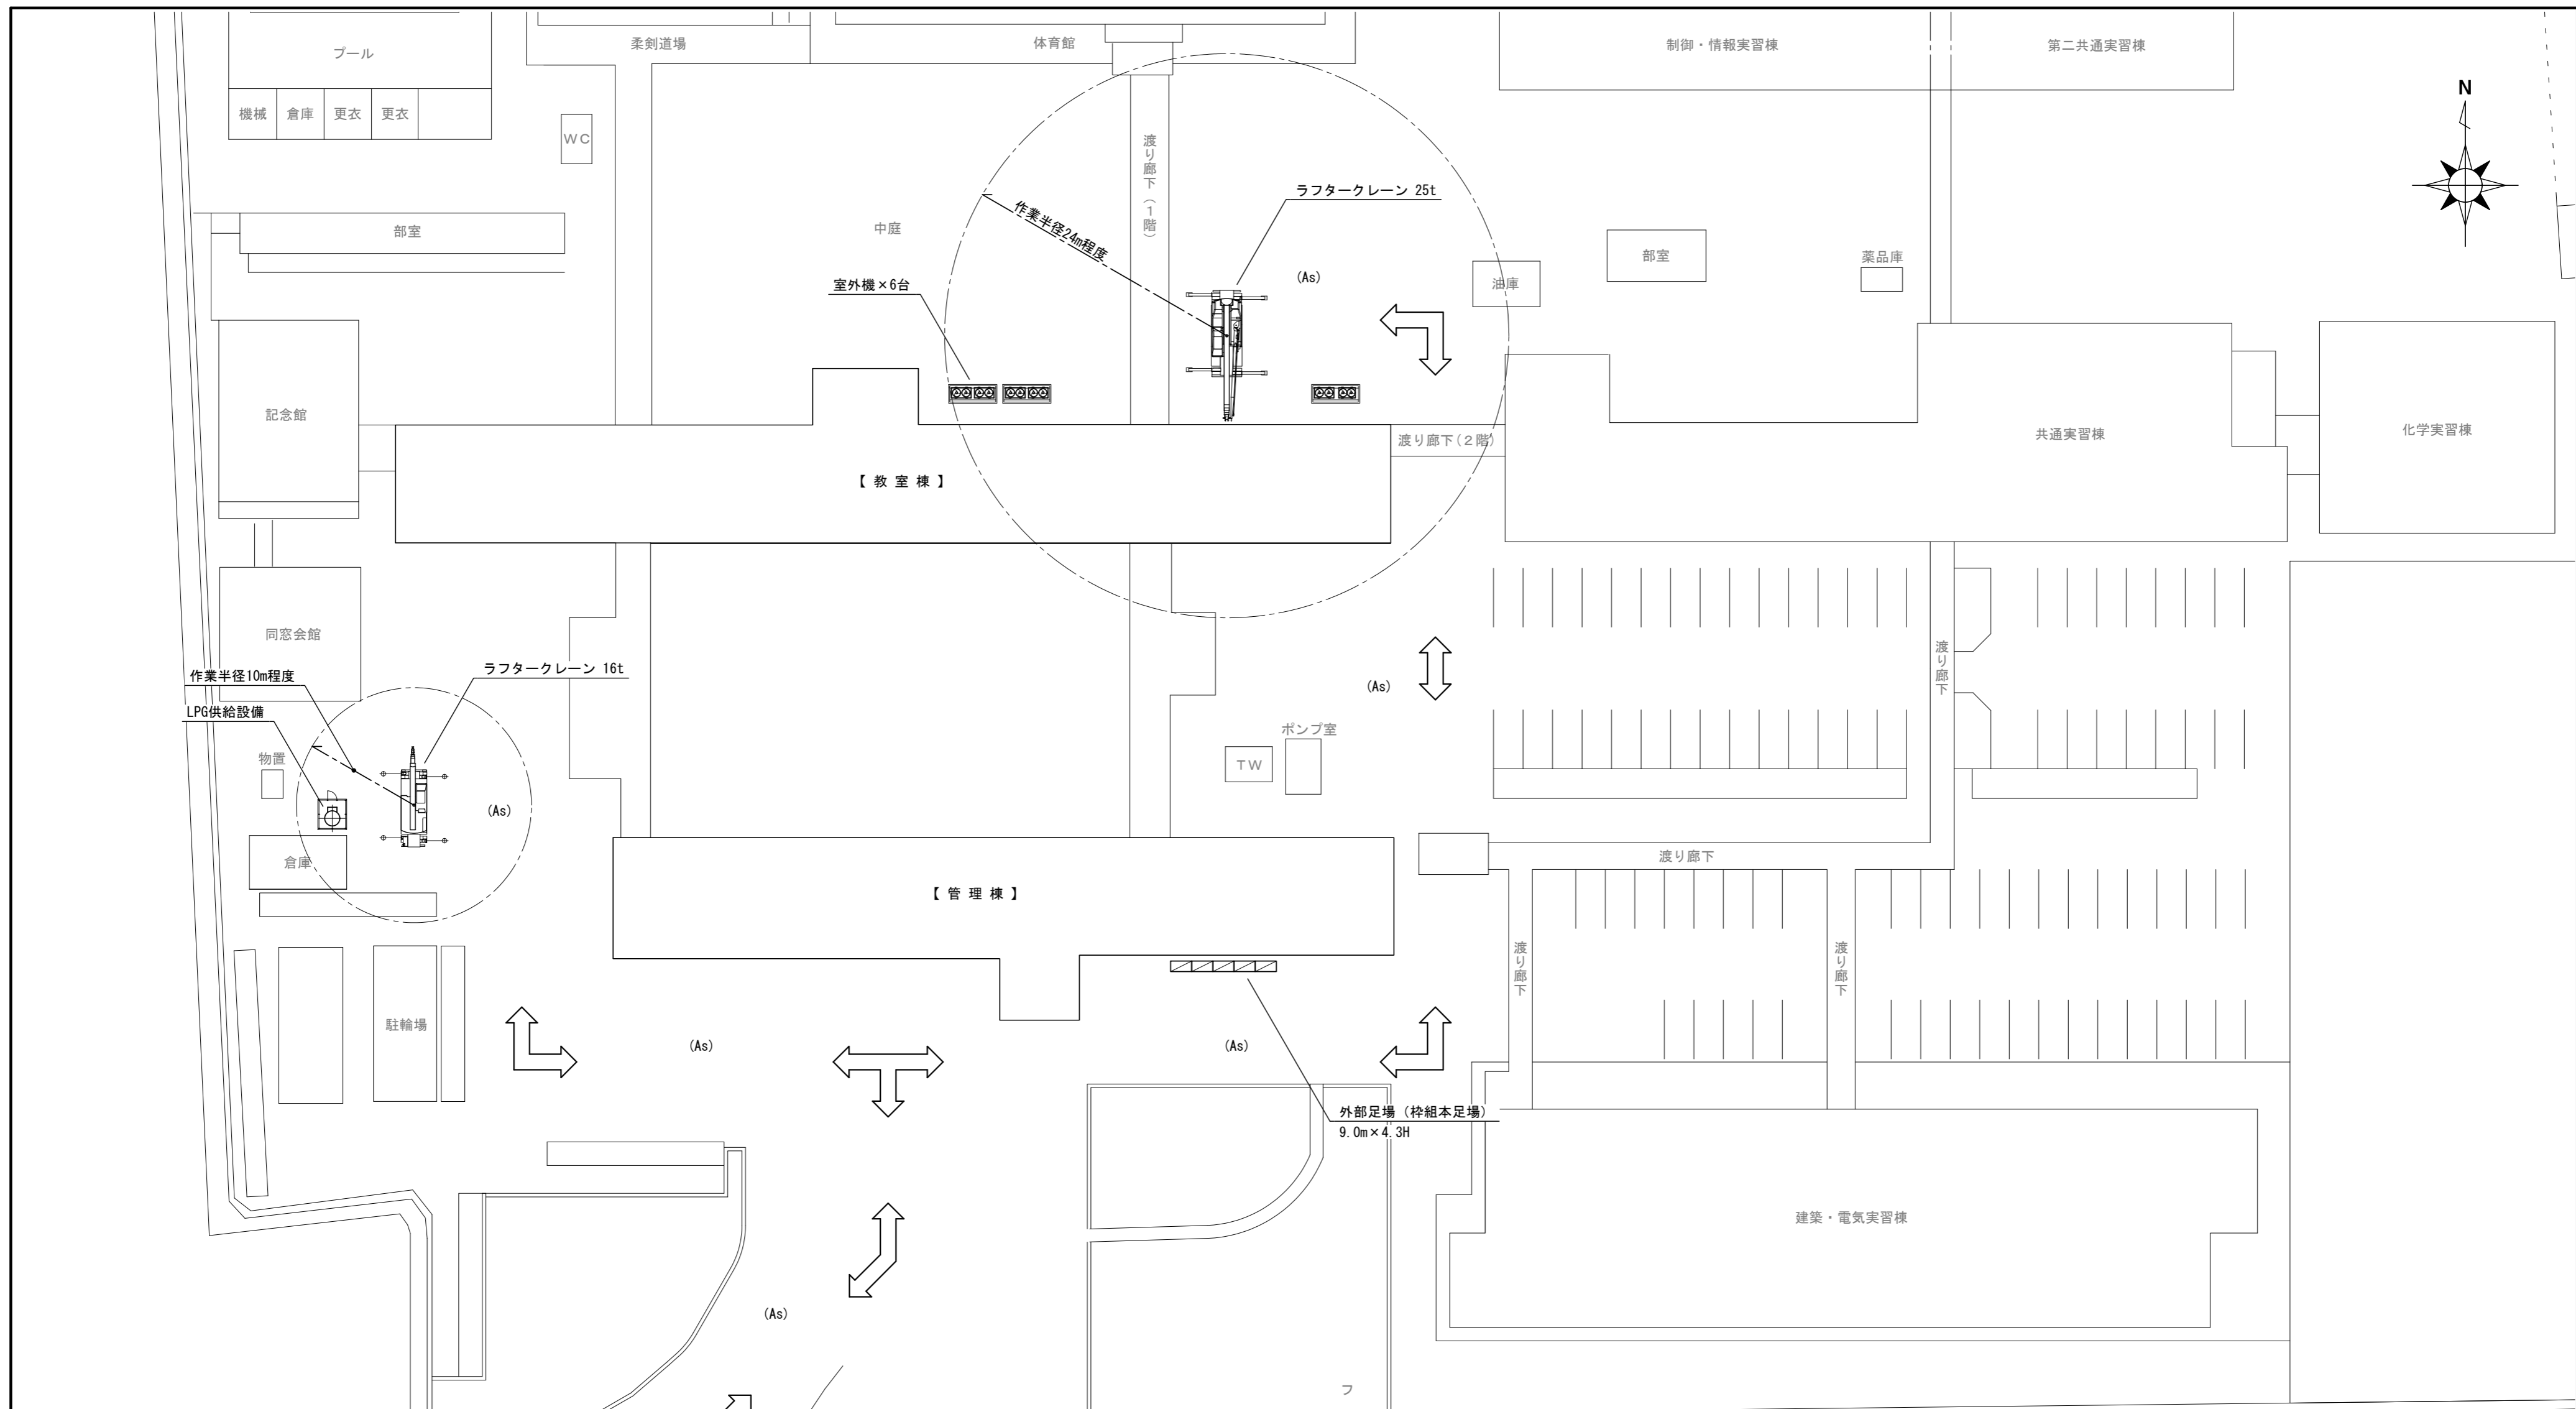 プール
柔剣道場
体育館
制御・情報実習棟
第二共通実習棟
機械
倉庫
更衣
更衣
WC
N
渡り廊下(1階)
ラフタークレーン 25t
部室
中庭
作業半径24m程度
室外機×6台
(As)
油庫
部室
薬品庫
記念館
渡り廊下(2階)
共通実習棟
化学実習棟
【 教 室 棟 】
同窓会館
作業半径10m程度
ラフタークレーン 16t
LPG供給設備
物置
(As)
倉庫
(As)
ポンプ室
TW
渡り廊下
渡り廊下
【 管 理 棟 】
渡り廊下
渡り廊下
駐輪場
(As)
(As)
外部足場(枠組本足場)
9.0m×4.3H
建築・電気実習棟
(As)
フ